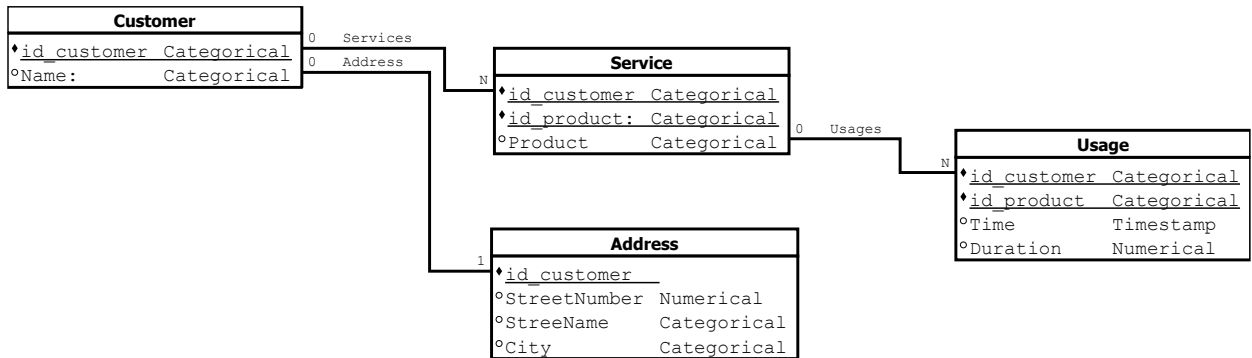 Customer
id_customer Categorical
Name: Categorical
0 Services
0 Address
N
Service
id_customer Categorical
id_product: Categorical
Product Categorical
0 Usages
N
Usage
id_customer Categorical
id_product Categorical
Time Timestamp
Duration Numerical
1
Address
id_customer
StreetNumber Numerical
StreeName Categorical
City Categorical